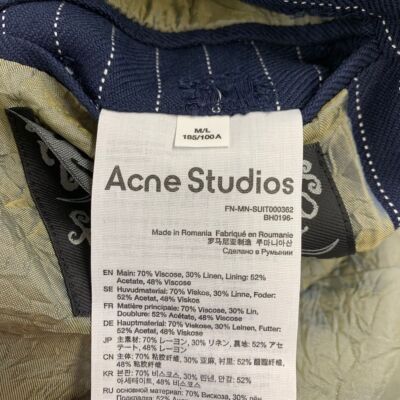 M/L
185/100A
Acne Studios
FN-MN-SUIT000362
BH0196-
Made in Romania Fabriqué en Roumanie
罗马尼亚制造 루마니아산
Сделано в Румынии
EN Main: 70% Viscose, 30% Linen, Lining: 52%
Acetate, 48% Viscose
SE Huvudmaterial: 70% Viskos, 30% Linne, Foder:
52% Acetat, 48% Viskos
FR Matière principale: 70% Viscose, 30% Lin,
Doublure: 52% Acétate, 48% Viscose
DE Hauptmaterial: 70% Viskose, 30% Leinen, Futter:
52% Acetat, 48% Viskose
JP 主素材: 70% レーヨン, 30% リネン, 裏地: 52% アセ
テート, 48% レーヨン
CN 主体: 70% 粘胶纤维, 30% 亚麻, 衬里: 52% 醋酯纤维,
48% 粘胶纤维
KR 본판: 70% 비스코스, 30% 린넨, 안감: 52%
아세테이트, 48% 비스코스
RU основной материал: 70% Вискоза, 30% лён
Подкладка: 52%